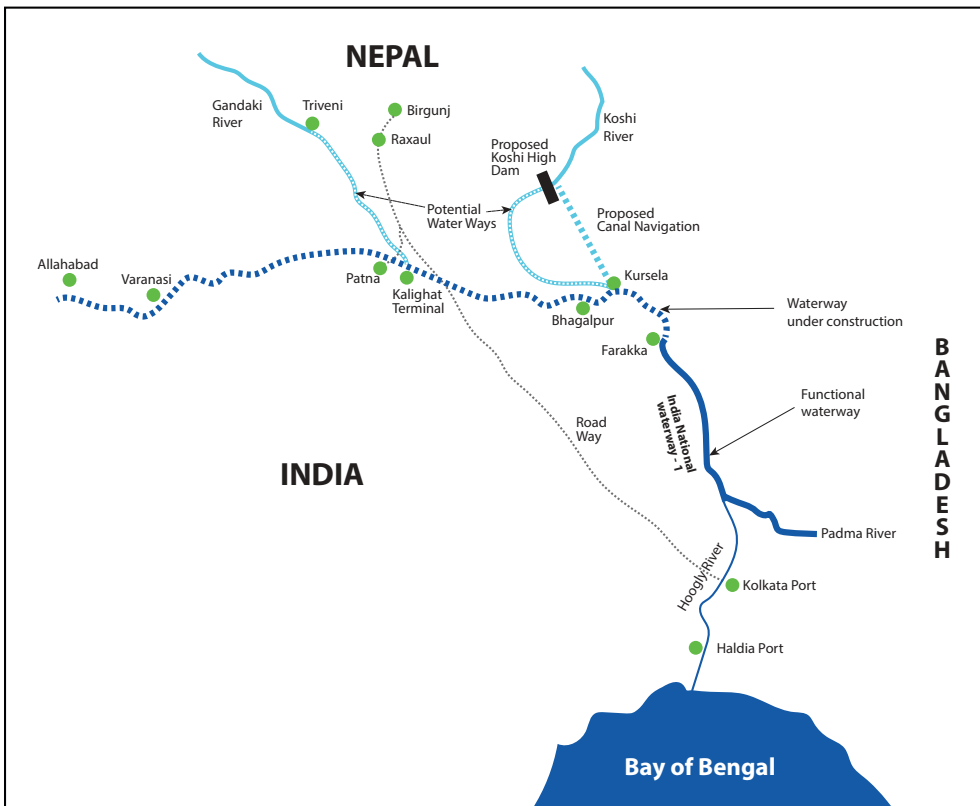 NEPAL
Gandaki
River
Triveni
Birgunj
Raxaul
Koshi
River
Proposed
Koshi High
Dam
Potential
Water Ways
Proposed
Canal Navigation
Allahabad
Varanasi
Patna
Kalighat
Terminal
Kursela
Bhagalpur
Waterway
under construction
Farakka
BANGLADESH
India National
waterway - 1
Functional
waterway
Road
Way
INDIA
Padma River
Hoogly River
Kolkata Port
Haldia Port
Bay of Bengal